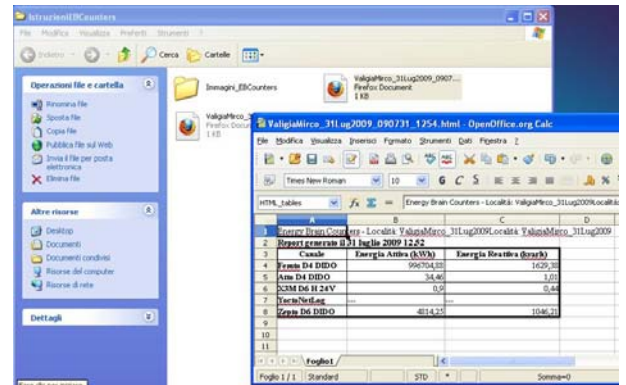 IstruzioniEBCounters
File Modifica Visualizza Preferiti Strumenti ?
Indietro Cerca Cartelle
Operazioni file e cartella
Rinomina file
Sposta file
Copia file
Pubblica file sul Web
Invia il file per posta
elettronica
Elimina file
Altre risorse
Desktop
Documenti
Documenti condivisi
Risorse del computer
Risorse di rete
Dettagli
Immagini_EBCounters
ValigiaMirco_31Lug2009_0907...
Firefox Document
1 KB
1 KB
ValigiaMirco_31Lug2009_090731_1254.html - OpenOffice.org Calc
File Modifica Visualizza Inserisci Formato Strumenti Dati Finestra ?
Times New Roman 10 G C S
HTML_tables Energy Brain Counters - Località: ValigiaMirco_31Lug2009Località:
A B C D
1 Energy Brain Counters - Località: ValigiaMirco_31Lug2009Località: ValigiaMirco_31Lug2009
2 Report generato il 31 luglio 2009 12.52
3 Canale Energia Attiva (kWh) Energia Reattiva (kvarh)
4 Femto D4 DIDO 996704,88 1629,38
5 Atto D4 DIDO 34,46 1,01
6 X3M D6 H 24V 0,9 0,44
7 YoctoNetLog --- ---
8 Zepto D6 DIDO 4814,25 1046,21
9
10
11
Foglio1
Foglio 1 / 1 Standard STD * Somma=0